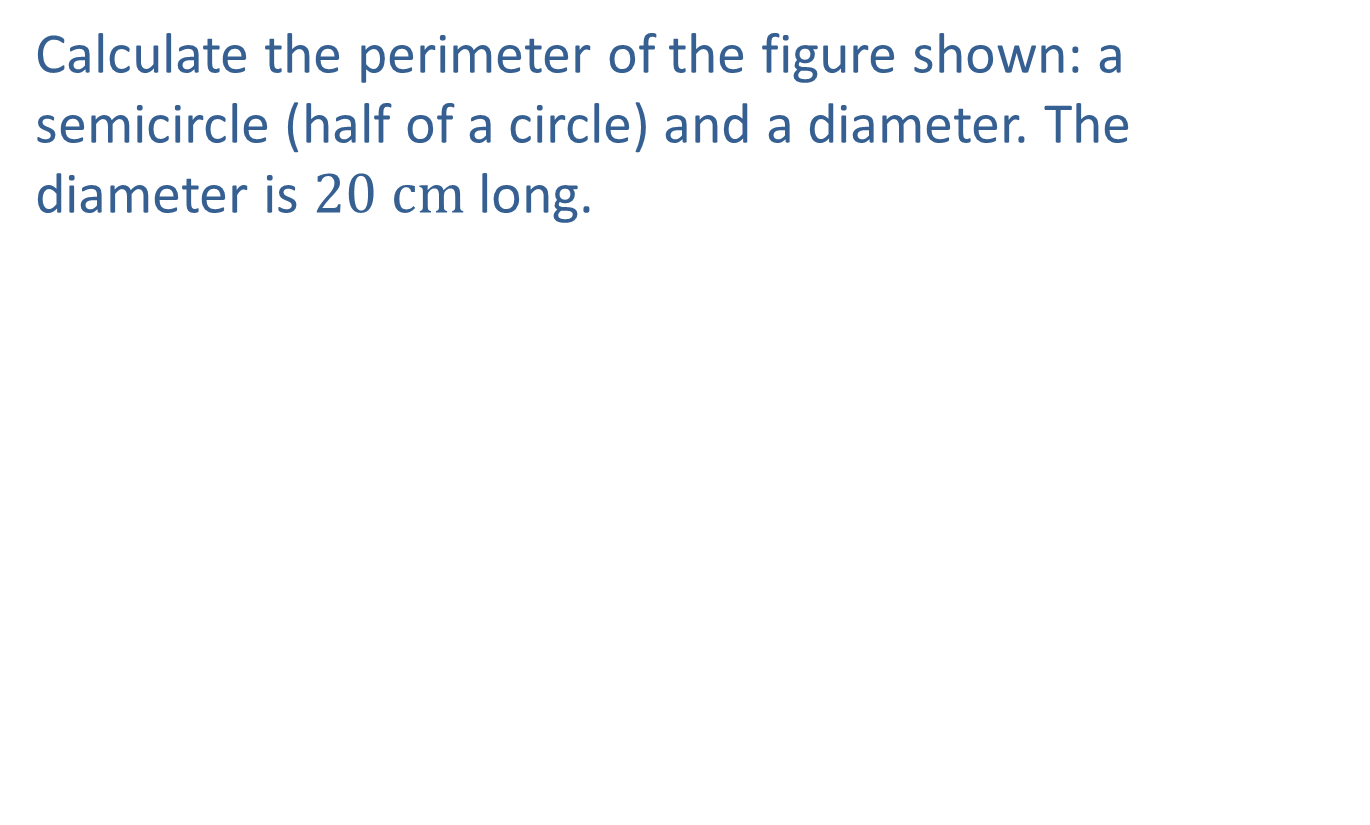 Calculate the perimeter of the figure shown: a
semicircle (half of a circle) and a diameter. The
diameter is 20 cm long.